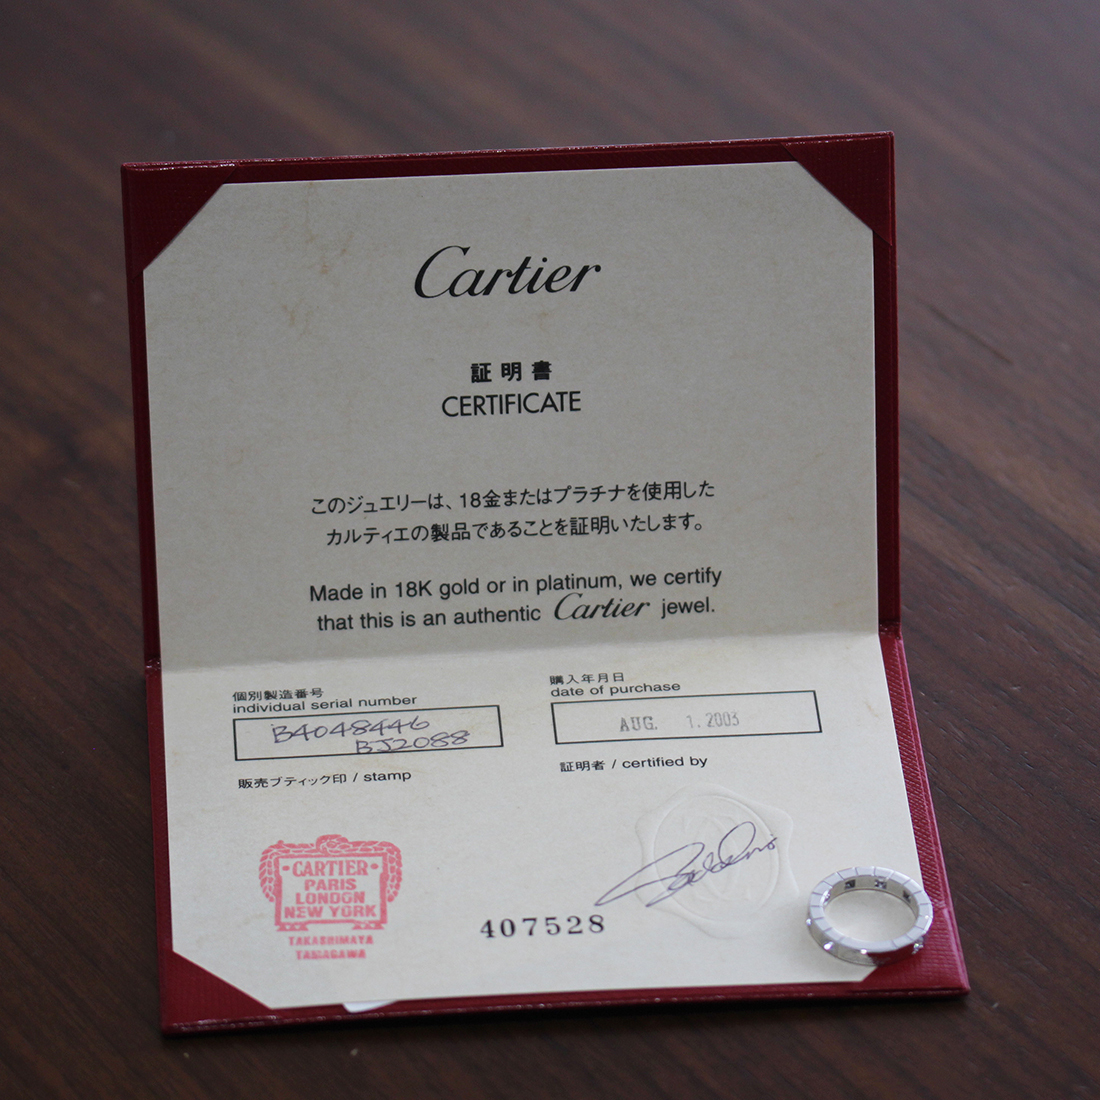 Cartier
証明書
CERTIFICATE
このジュエリーは、18金またはプラチナを使用した
カルティエの製品であることを証明いたします。
Made in 18K gold or in platinum, we certify
that this is an authentic Cartier jewel.
個別製造番号
individual serial number
B4048446
BJ2088
購入年月日
date of purchase
AUG. 1.2003
販売ブティック印 / stamp
証明者 / certified by
·CARTIER·
PARIS
LONDON
NEW YORK
TAKASHIMAYA
TAMAGAWA
407528